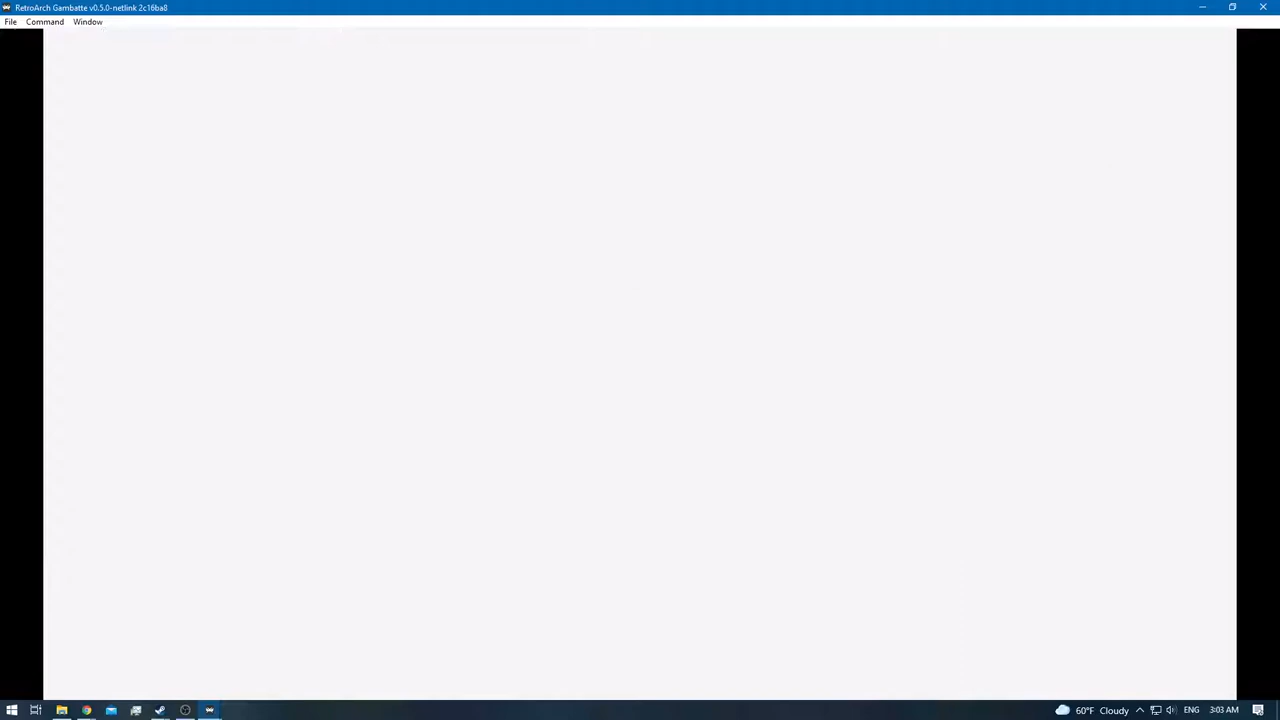 RetroArch Gambatte v0.5.0-netlink 2c16ba8
File Command Window
60°F Cloudy ENG 3:03 AM